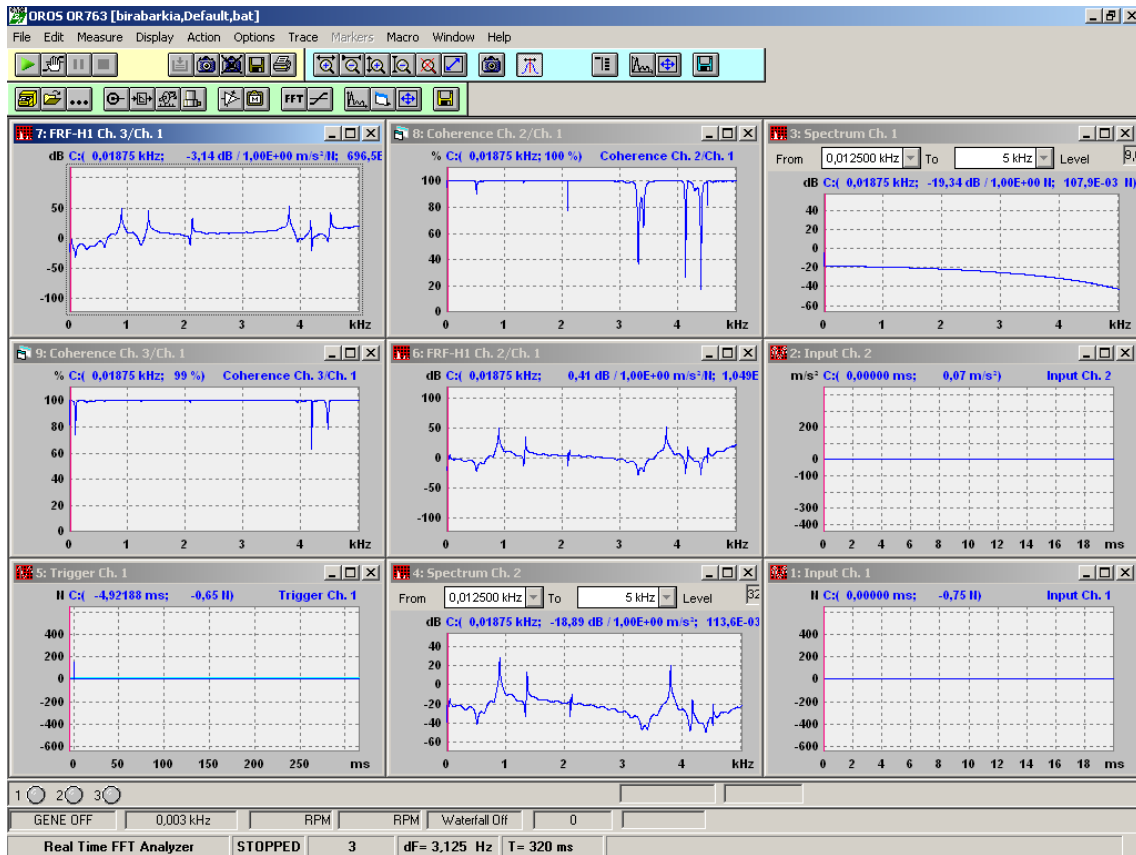 OROS OR763 [birabarkia,Default,bat]
File Edit Measure Display Action Options Trace Markers Macro Window Help
FFT
7: FRF-H1 Ch. 3/Ch. 1
dB C:( 0,01875 kHz; -3,14 dB / 1,00E+00 m/s²/N; 696,5E
50
0
-50
-100
0 1 2 3 4 kHz
8: Coherence Ch. 2/Ch. 1
% C:( 0,01875 kHz; 100 %) Coherence Ch. 2/Ch. 1
100
80
60
40
20
0
0 1 2 3 4 kHz
3: Spectrum Ch. 1
From 0,012500 kHz To 5 kHz Level 9,
dB C:( 0,01875 kHz; -19,34 dB / 1,00E+00 N; 107,9E-03 N)
40
20
0
-20
-40
-60
0 1 2 3 4 kHz
9: Coherence Ch. 3/Ch. 1
% C:( 0,01875 kHz; 99 %) Coherence Ch. 3/Ch. 1
100
80
60
40
20
0
0 1 2 3 4 kHz
6: FRF-H1 Ch. 2/Ch. 1
dB C:( 0,01875 kHz; 0,41 dB / 1,00E+00 m/s²/N; 1,049E
100
50
0
-50
-100
0 1 2 3 4 kHz
2: Input Ch. 2
m/s² C:( 0,00000 ms; 0,07 m/s²) Input Ch. 2
200
0
-100
-300
-400
0 2 4 6 8 10 12 14 16 18 ms
5: Trigger Ch. 1
N C:( -4,92188 ms; -0,65 N) Trigger Ch. 1
400
200
0
-200
-400
-600
0 50 100 150 200 250 ms
4: Spectrum Ch. 2
From 0,012500 kHz To 5 kHz Level 32
dB C:( 0,01875 kHz; -18,89 dB / 1,00E+00 m/s²; 113,6E-03
40
20
0
-20
-40
-60
0 1 2 3 4 kHz
1: Input Ch. 1
N C:( 0,00000 ms; -0,75 N) Input Ch. 1
400
200
0
-200
-400
-600
0 2 4 6 8 10 12 14 16 18 ms
1 2 3
GENE OFF 0,003 kHz RPM RPM Waterfall Off 0
Real Time FFT Analyzer STOPPED 3 dF= 3,125 Hz T= 320 ms